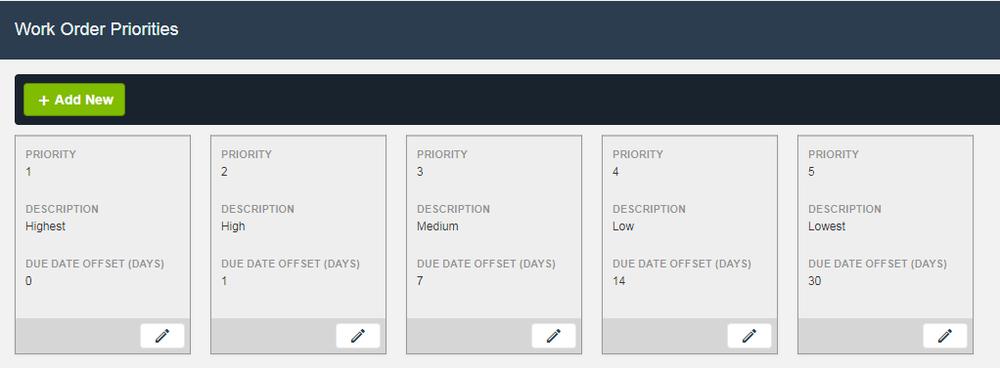 Work Order Priorities
+ Add New
PRIORITY
1
DESCRIPTION
Highest
DUE DATE OFFSET (DAYS)
0
PRIORITY
2
DESCRIPTION
High
DUE DATE OFFSET (DAYS)
1
PRIORITY
3
DESCRIPTION
Medium
DUE DATE OFFSET (DAYS)
7
PRIORITY
4
DESCRIPTION
Low
DUE DATE OFFSET (DAYS)
14
PRIORITY
5
DESCRIPTION
Lowest
DUE DATE OFFSET (DAYS)
30